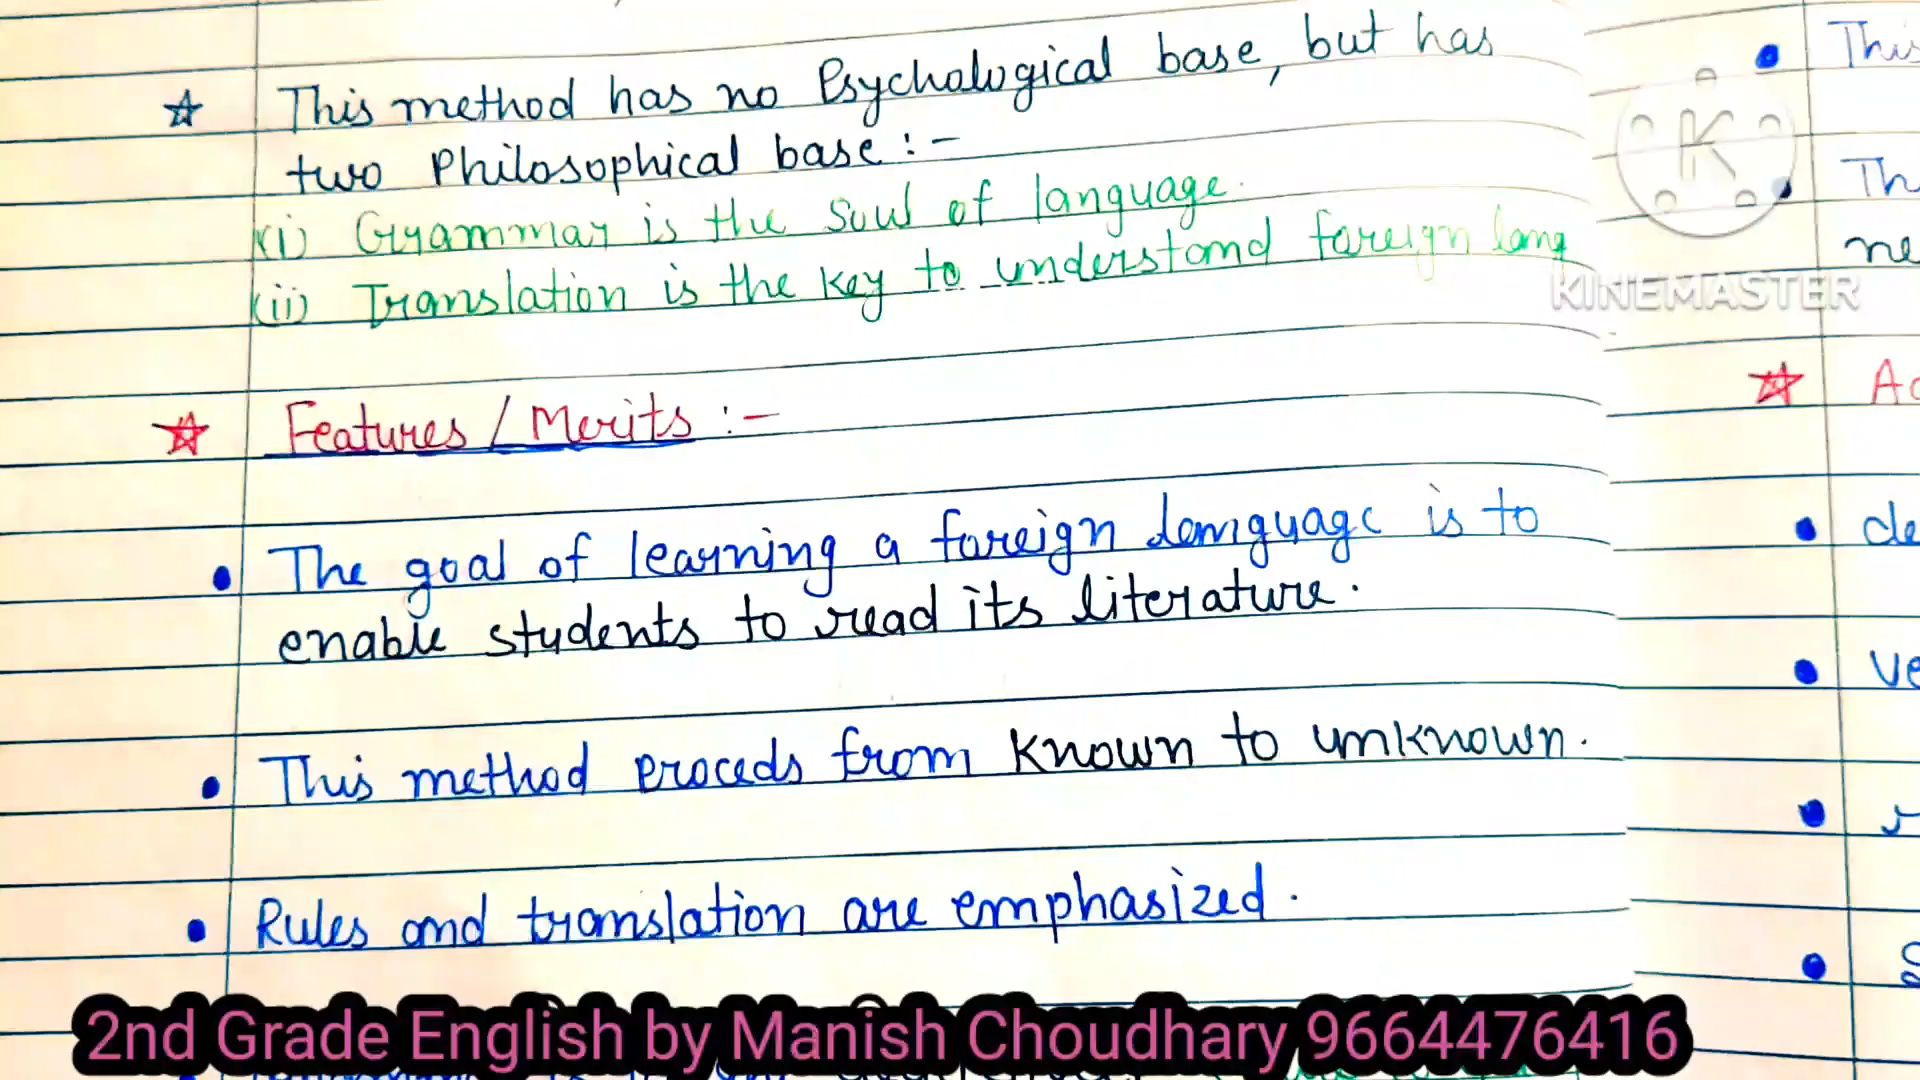 ☆ This method has no Psychological base, but has
two Philosophical base :-
(i) Grammar is the Soul of language.
(ii) Translation is the key to understand foreign lang
☆ Features / Merits :-
• The goal of learning a foreign language is to
enable students to read its literature.
• This method proceds from known to unknown.
• Rules and translation are emphasized.
K
KINEMASTER
• This
ne
2nd Grade English by Manish Choudhary 9664476416